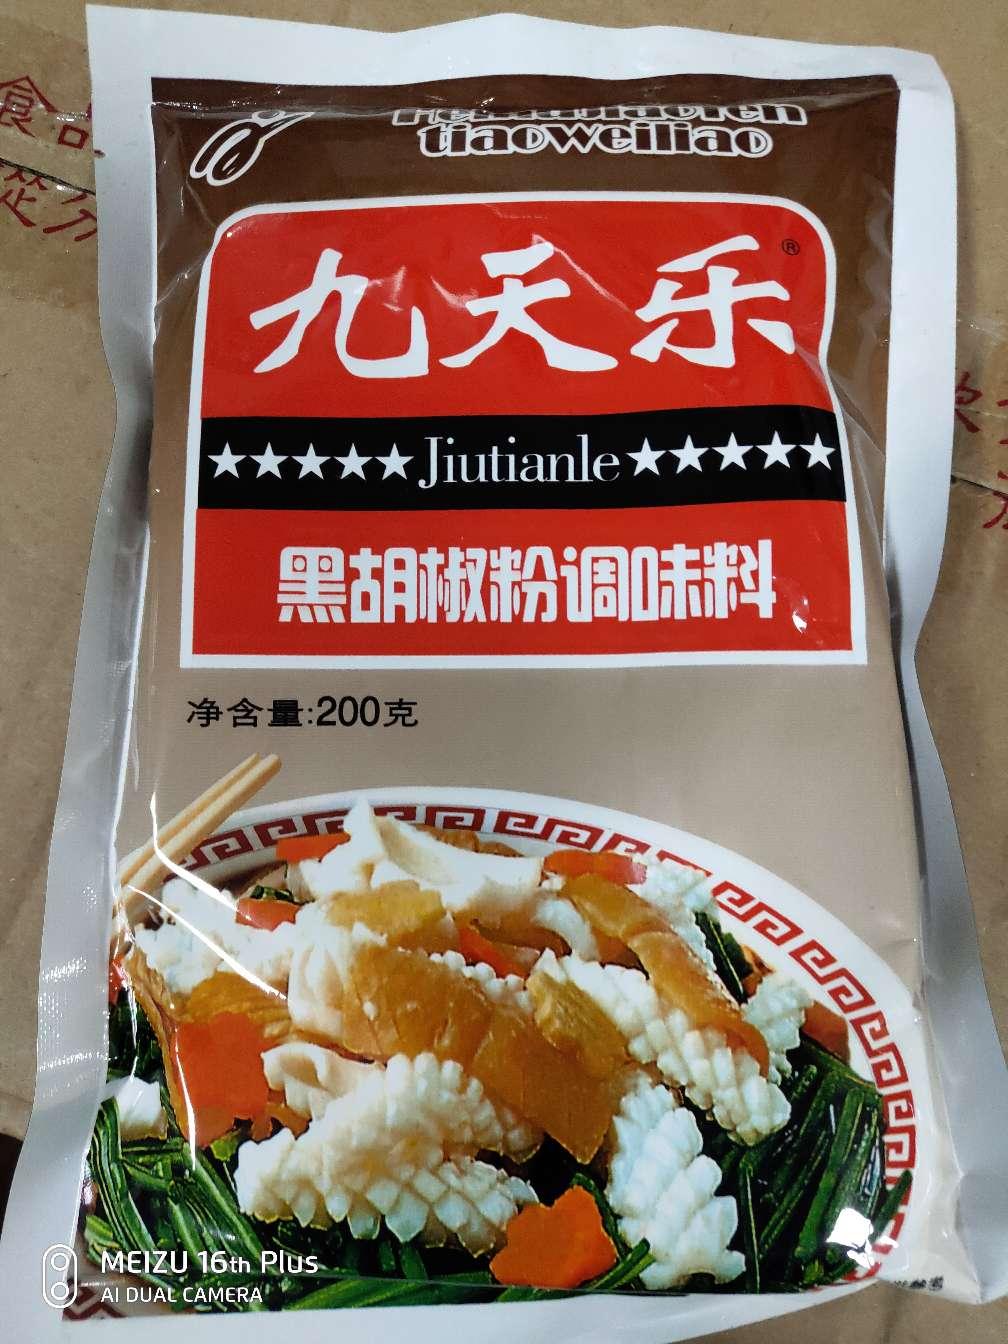 tiaoweiliao
九天乐®
★★★★★Jiutianle★★★★★
黑胡椒粉调味料
净含量:200克
MEIZU 16th Plus
AI DUAL CAMERA